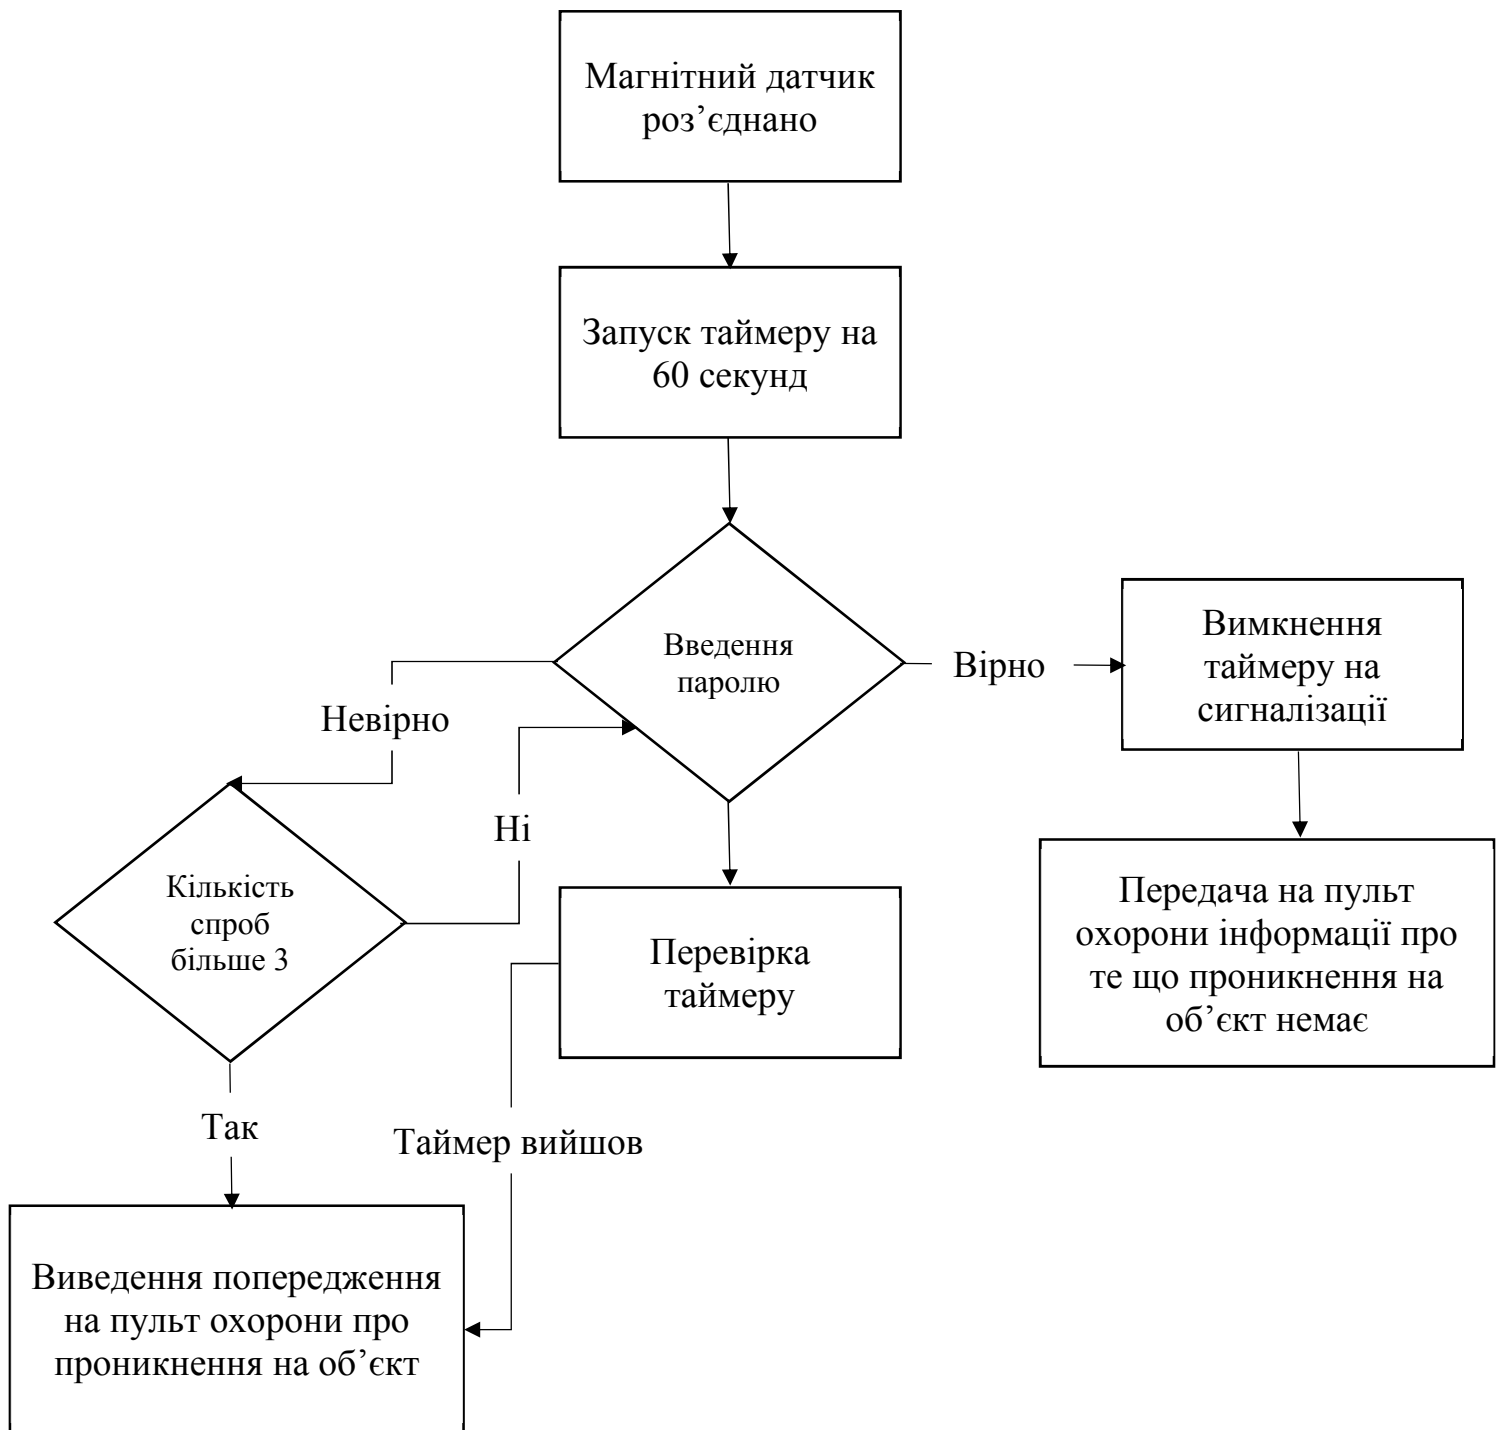 Магнітний датчик
роз’єднано
Запуск таймеру на
60 секунд
Введення
паролю
Вірно
Вимкнення
таймеру на
сигналізації
Невірно
Ні
Кількість
спроб
більше 3
Перевірка
таймеру
Передача на пульт
охорони інформації про
те що проникнення на
об’єкт немає
Так
Таймер вийшов
Виведення попередження
на пульт охорони про
проникнення на об’єкт